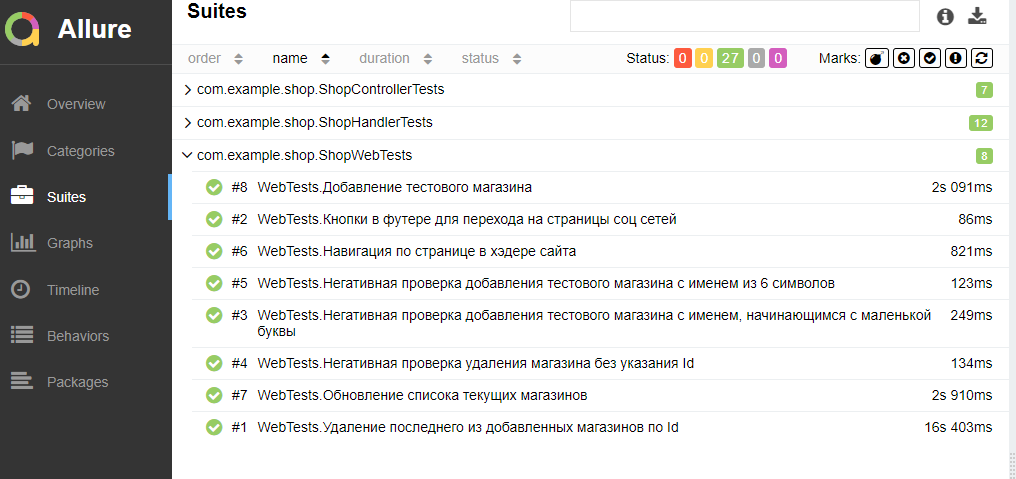 Allure
Suites
order name duration status Status: 0 0 27 0 0 Marks:
Overview
Categories
Suites
Graphs
Timeline
Behaviors
Packages
com.example.shop.ShopControllerTests 7
com.example.shop.ShopHandlerTests 12
com.example.shop.ShopWebTests 8
#8 WebTests.Добавление тестового магазина 2s 091ms
#2 WebTests.Кнопки в футере для перехода на страницы соц сетей 86ms
#6 WebTests.Навигация по странице в хэдере сайта 821ms
#5 WebTests.Негативная проверка добавления тестового магазина с именем из 6 символов 123ms
#3 WebTests.Негативная проверка добавления тестового магазина с именем, начинающимся с маленькой 249ms
буквы
#4 WebTests.Негативная проверка удаления магазина без указания Id 134ms
#7 WebTests.Обновление списока текущих магазинов 2s 910ms
#1 WebTests.Удаление последнего из добавленных магазинов по Id 16s 403ms